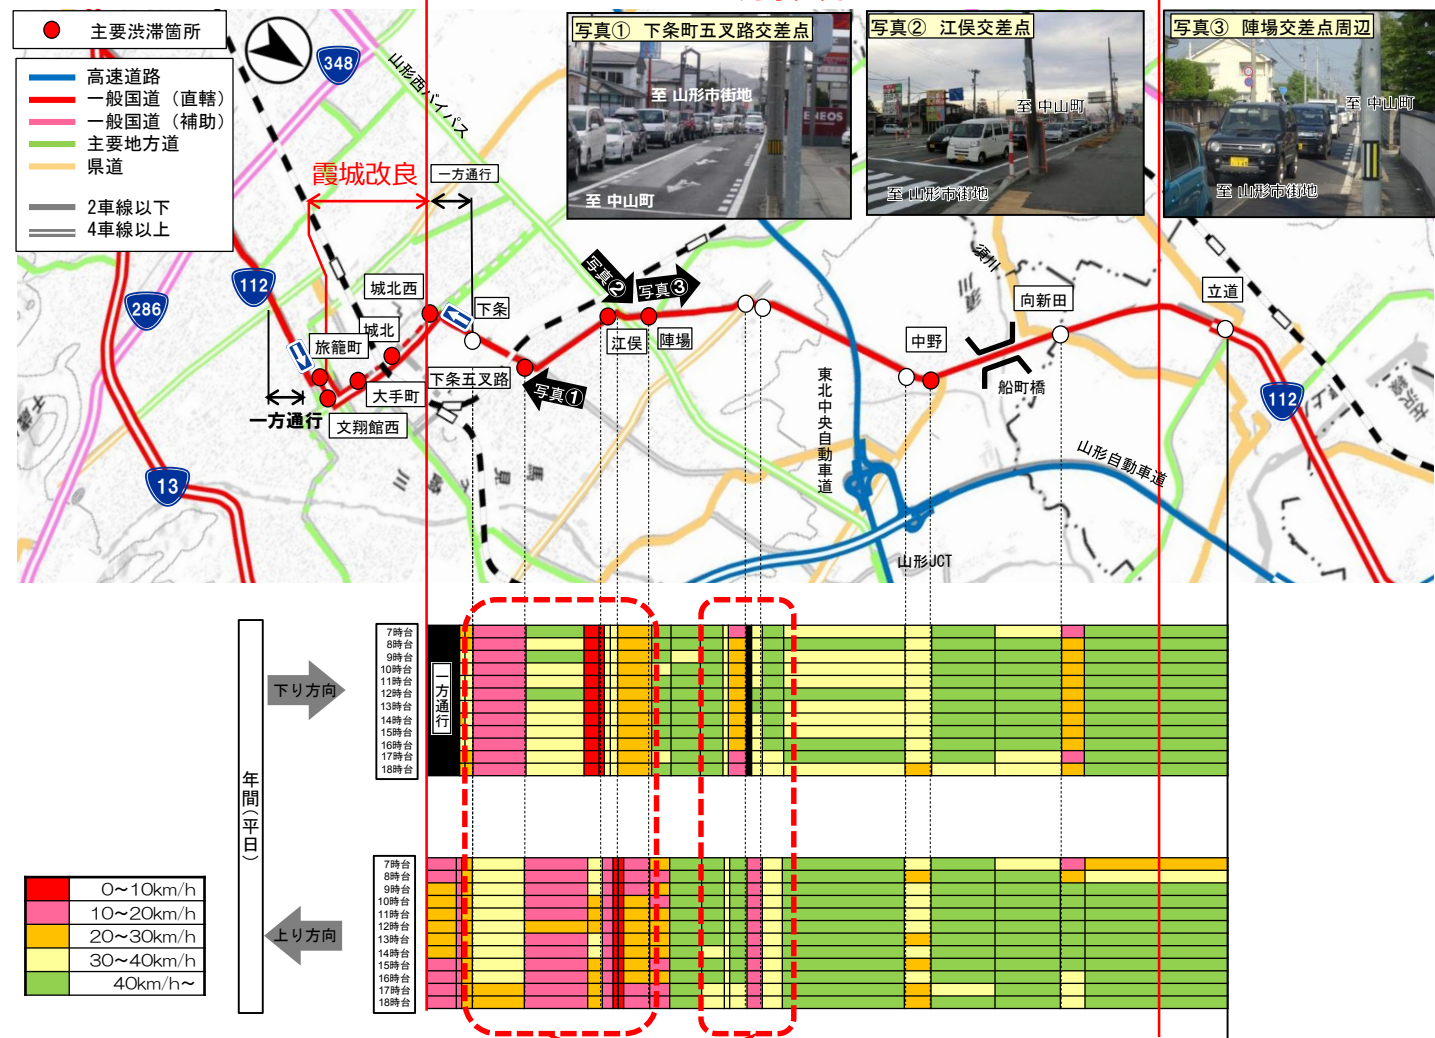 主要渋滞箇所
高速道路
一般国道（直轄）
一般国道（補助）
主要地方道
県道
2車線以下
4車線以上
写真①　下条町五叉路交差点
至 山形市街地
至 中山町
ENEOS
写真②　江俣交差点
至 中山町
至 山形市街地
写真③　陣場交差点周辺
至 中山町
至 山形市街地
348
山形西バイパス
霞城改良
一方通行
286
112
13
城北西
城北
旅籠町
大手町
文翔館西
一方通行
下条
下条五叉路
写真①
写真②
写真③
江俣
陣場
東北中央自動車道
中野
船町橋
須川
須川
向新田
立道
112
山形自動車道
山形JCT
馬見ヶ崎川
年間（平日）
下り方向
一方通行
7時台
8時台
9時台
10時台
11時台
12時台
13時台
14時台
15時台
16時台
17時台
18時台
上り方向
7時台
8時台
9時台
10時台
11時台
12時台
13時台
14時台
15時台
16時台
17時台
18時台
0～10km/h
10～20km/h
20～30km/h
30～40km/h
40km/h～